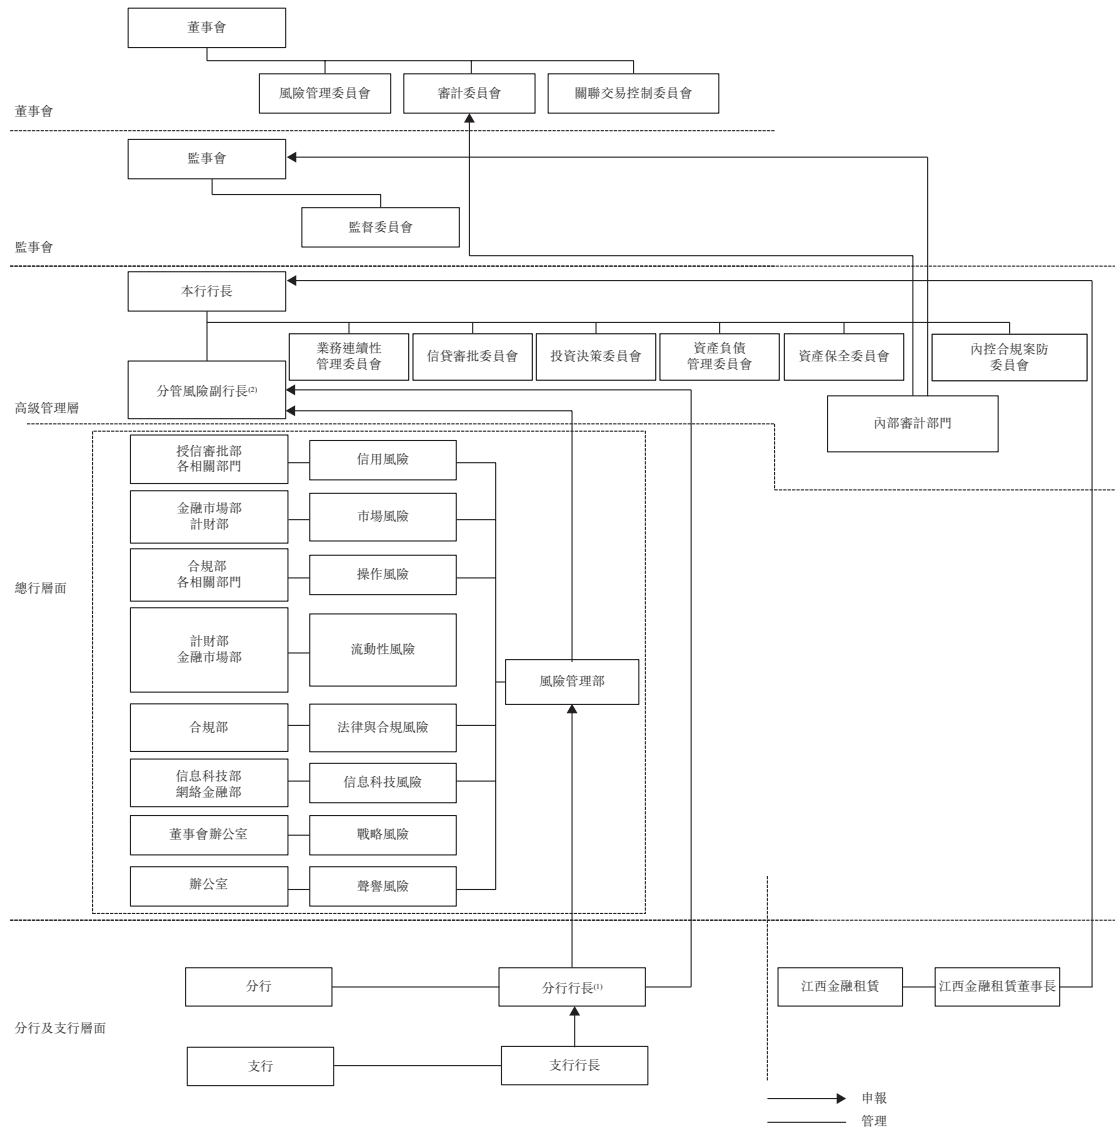 董事會
風險管理委員會
審計委員會
關聯交易控制委員會
董事會
監事會
監督委員會
監事會
本行行長
業務連續性
管理委員會
信貸審批委員會
投資決策委員會
資產負債
管理委員會
資產保全委員會
內控合規案防
委員會
分管風險副行長(2)
高級管理層
內部審計部門
授信審批部
各相關部門
信用風險
金融市場部
計財部
市場風險
合規部
各相關部門
操作風險
總行層面
計財部
金融市場部
流動性風險
風險管理部
合規部
法律與合規風險
信息科技部
網絡金融部
信息科技風險
董事會辦公室
戰略風險
辦公室
聲譽風險
分行
分行行長(1)
江西金融租賃
江西金融租賃董事長
分行及支行層面
支行
支行行長
申報
管理